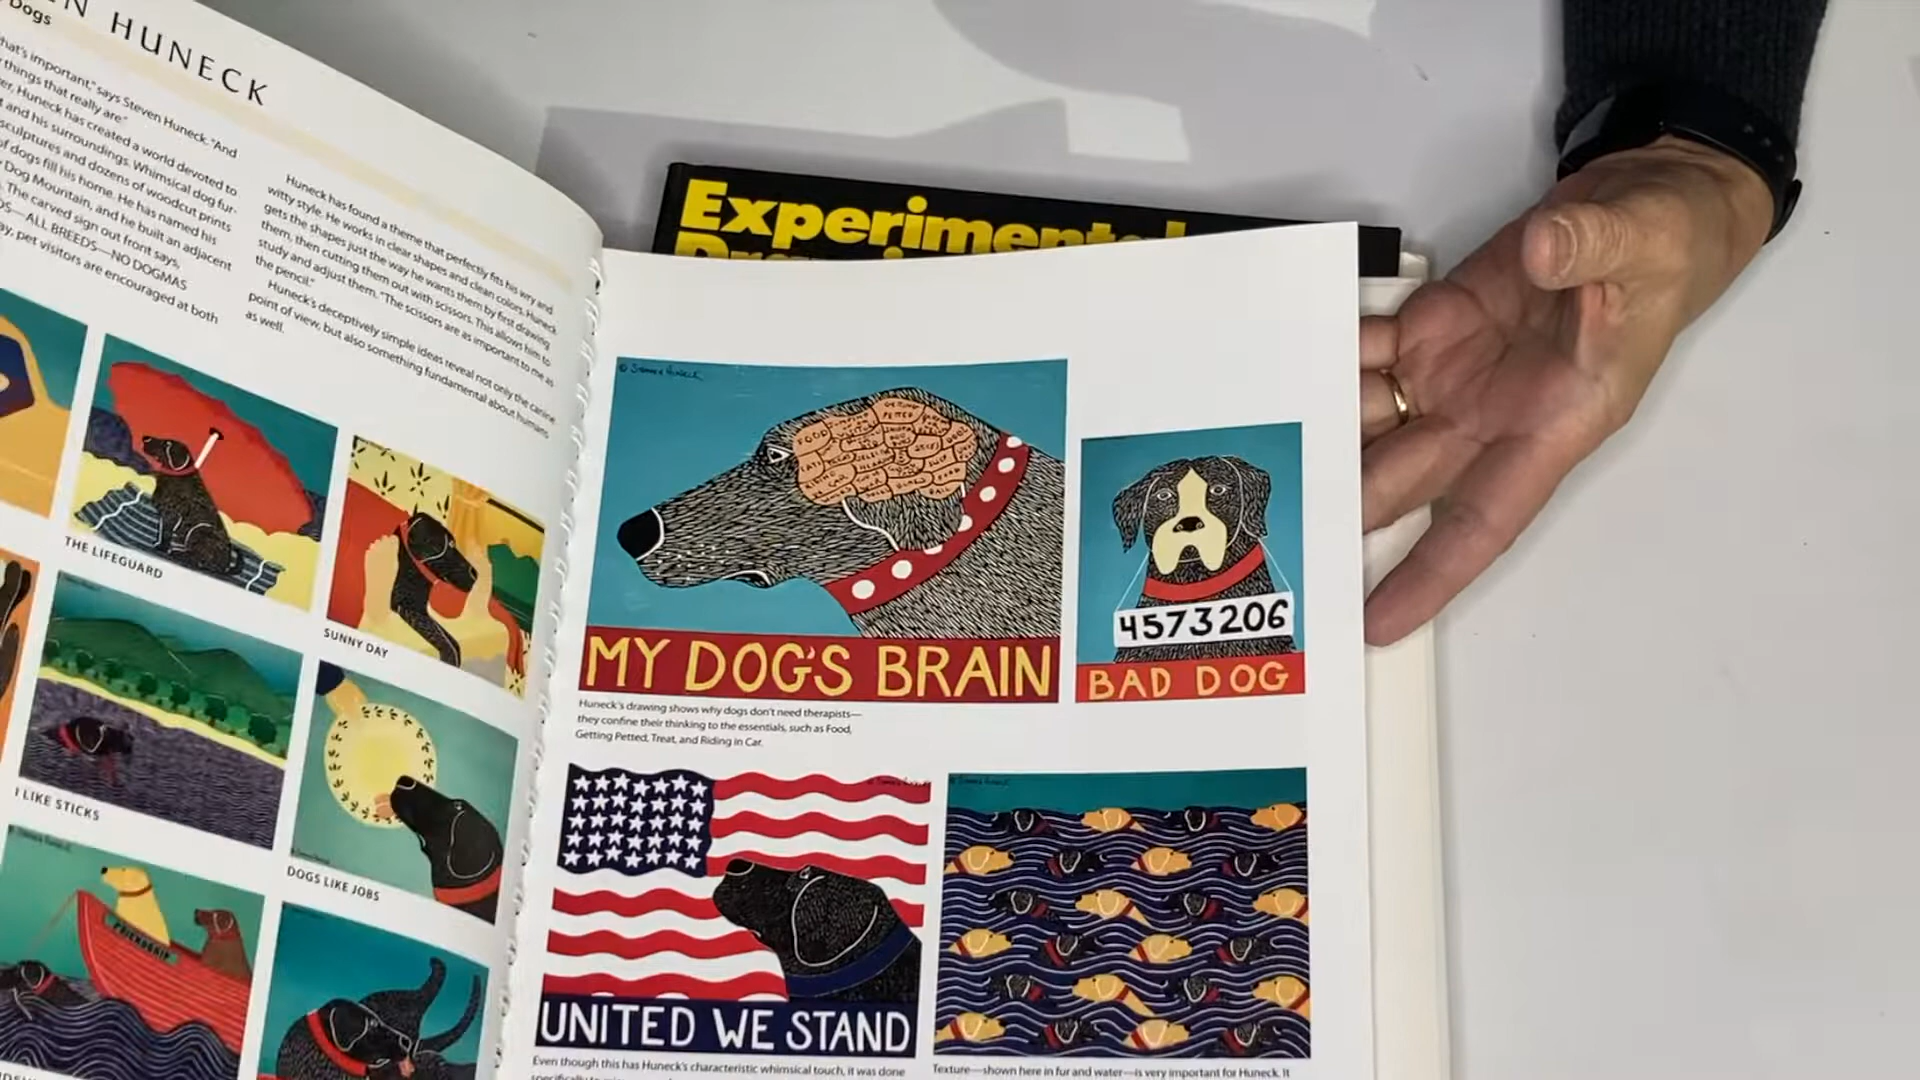 N HUNECK
Dogs
hat's important," says Steven Huneck. "And
things that really are."
er, Huneck has created a world devoted to
t and his surroundings. Whimsical dog fur-
sculptures and dozens of woodcut prints
of dogs fill his home. He has named his
Dog Mountain, and he built an adjacent
The carved sign out front says,
DS—ALL BREEDS—NO DOGMAS
ay, pet visitors are encouraged at both
Huneck has found a theme that perfectly fits his wry and
witty style. He works in clear shapes and clean colors. Huneck
gets the shapes just the way he wants them by first drawing
them, then cutting them out with scissors. This allows him to
study and adjust them. "The scissors are as important to me as
the pencil."
Huneck's deceptively simple ideas reveal not only the canine
point of view, but also something fundamental about humans
as well.
THE LIFEGUARD
SUNNY DAY
I LIKE STICKS
DOGS LIKE JOBS
FRIENDSHIP
Experimental
© Stephen Huneck
GETTING
PETTED
FOOD
CAR
BALL
MY DOG'S BRAIN
4573206
BAD DOG
Huneck's drawing shows why dogs don't need therapists—
they confine their thinking to the essentials, such as Food,
Getting Petted, Treat, and Riding in Car.
UNITED WE STAND
Even though this has Huneck's characteristic whimsical touch, it was done
Texture—shown here in fur and water—is very important for Huneck. It